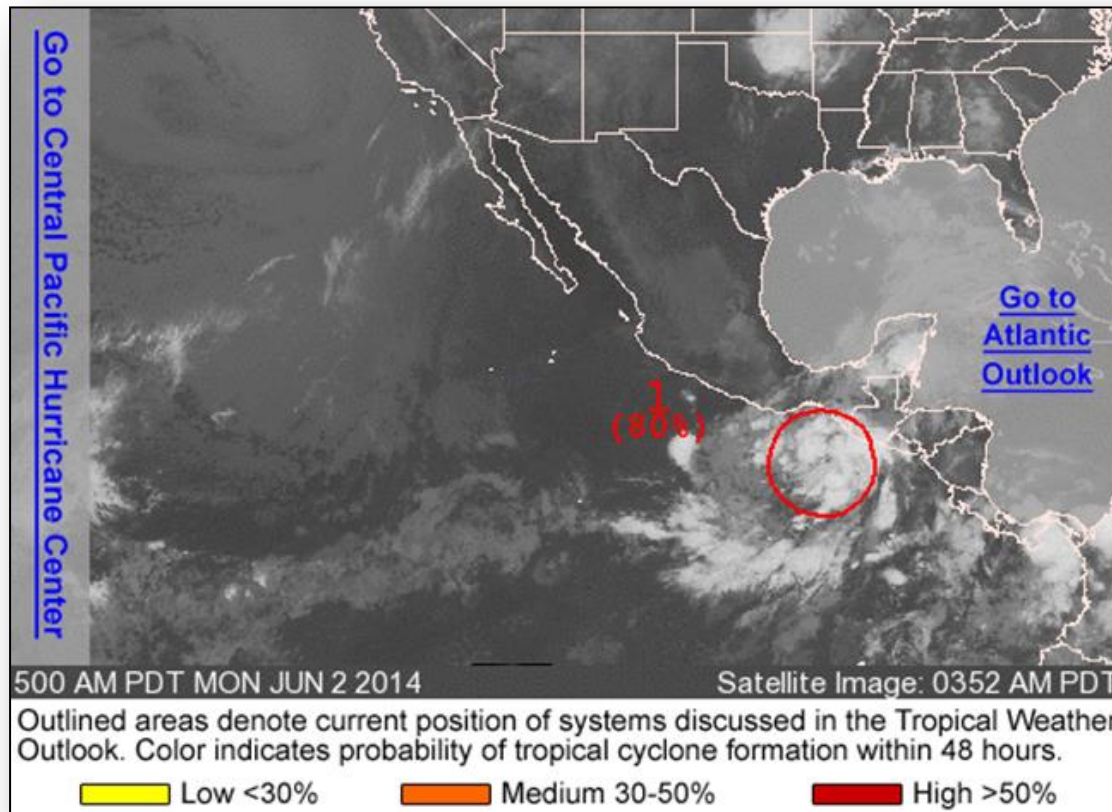 Go to Central Pacific Hurricane Center
Go to
Atlantic
Outlook
1
(80%)
500 AM PDT MON JUN 2 2014
Satellite Image: 0352 AM PDT
Outlined areas denote current position of systems discussed in the Tropical Weather
Outlook. Color indicates probability of tropical cyclone formation within 48 hours.
Low <30%
Medium 30-50%
High >50%